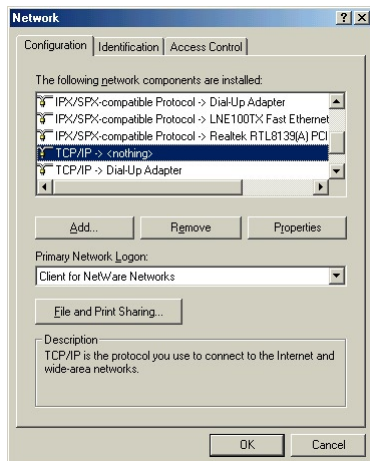 Network
Configuration Identification Access Control
The following network components are installed:
IPX/SPX-compatible Protocol -> Dial-Up Adapter
IPX/SPX-compatible Protocol -> LNE100TX Fast Ethernet
IPX/SPX-compatible Protocol -> Realtek RTL8139(A) PCI
TCP/IP -> <nothing>
TCP/IP -> Dial-Up Adapter
Add... Remove Properties
Primary Network Logon:
Client for NetWare Networks
File and Print Sharing...
Description
TCP/IP is the protocol you use to connect to the Internet and
wide-area networks.
OK Cancel